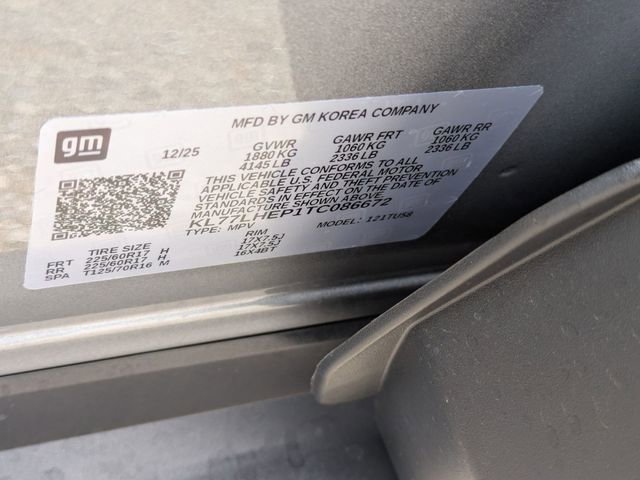 MFD BY GM KOREA COMPANY
gm
12/25
GVWR GAWR FRT GAWR RR
1880 KG 1060 KG 1060 KG
4145 LB 2336 LB 2336 LB
THIS VEHICLE CONFORMS TO ALL
APPLICABLE U.S. FEDERAL MOTOR
VEHICLE SAFETY AND THEFT PREVENTION
STANDARDS IN EFFECT ON THE DATE OF
MANUFACTURE SHOWN ABOVE
KL77LHEP1TC086672
TYPE: MPV MODEL: 121TU58
TIRE SIZE RIM
FRT 225/60R17 H 17X7.5J
RR 225/60R17 H 17X7.5J
SPA T125/70R16 M 16X4BT